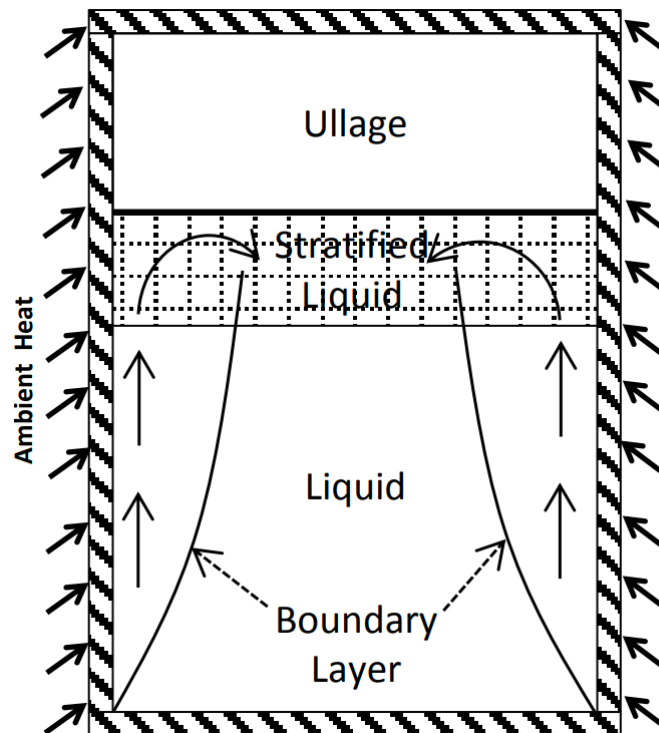 Ullage
Stratified
Liquid
Ambient Heat
Liquid
Boundary
Layer